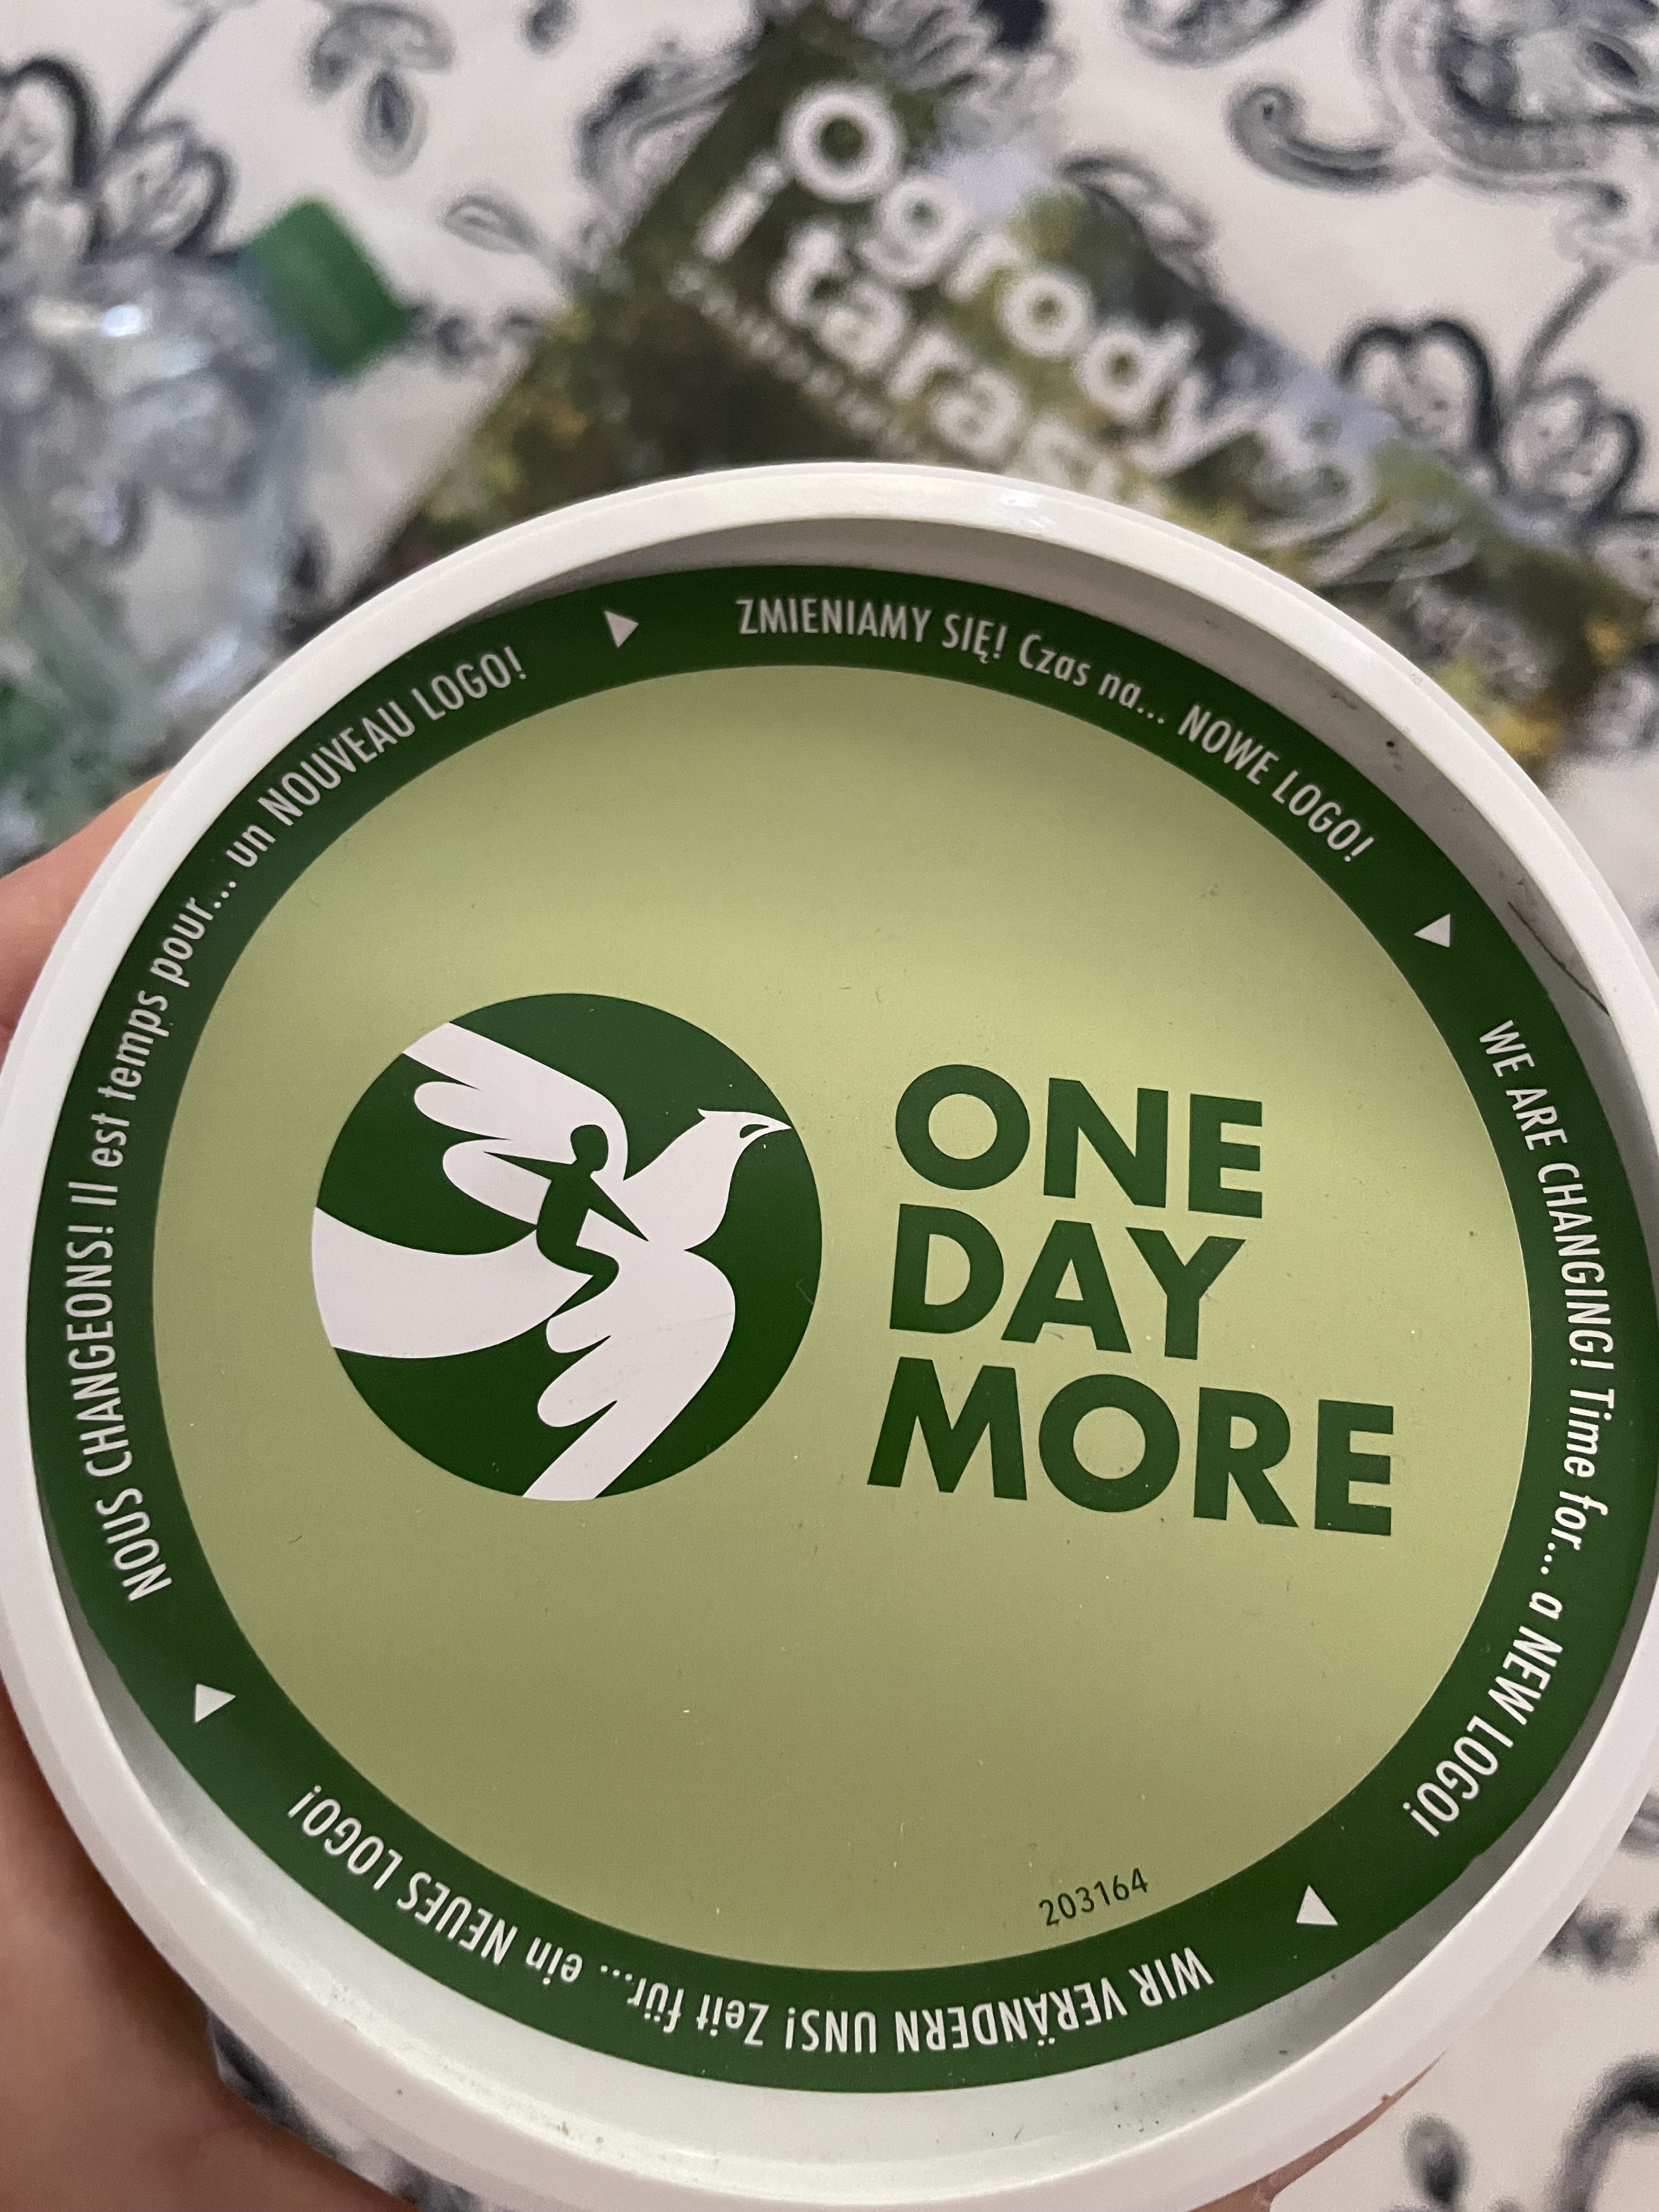 Ogrody
i taras
ZMIENIAMY SIĘ! Czas na... NOWE LOGO!
WE ARE CHANGING! Time for... a NEW LOGO!
WIR VERÄNDERN UNS! Zeit für... ein NEUES LOGO!
NOUS CHANGEONS! Il est temps pour... un NOUVEAU LOGO!
ONE
DAY
MORE
203164